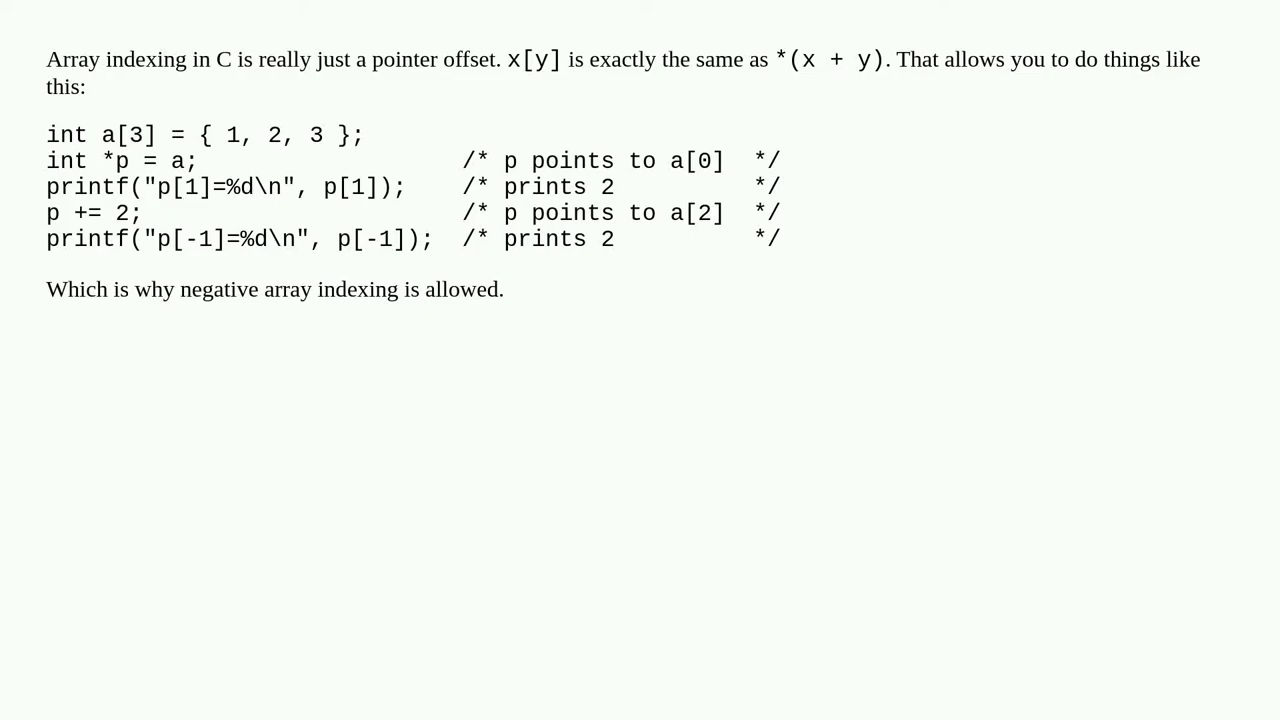 Array indexing in C is really just a pointer offset. x[y] is exactly the same as *(x + y). That allows you to do things like
this:
int a[3] = { 1, 2, 3 };
int *p = a;                   /* p points to a[0]  */
printf("p[1]=%d\n", p[1]);    /* prints 2          */
p += 2;                       /* p points to a[2]  */
printf("p[-1]=%d\n", p[-1]);  /* prints 2          */
Which is why negative array indexing is allowed.